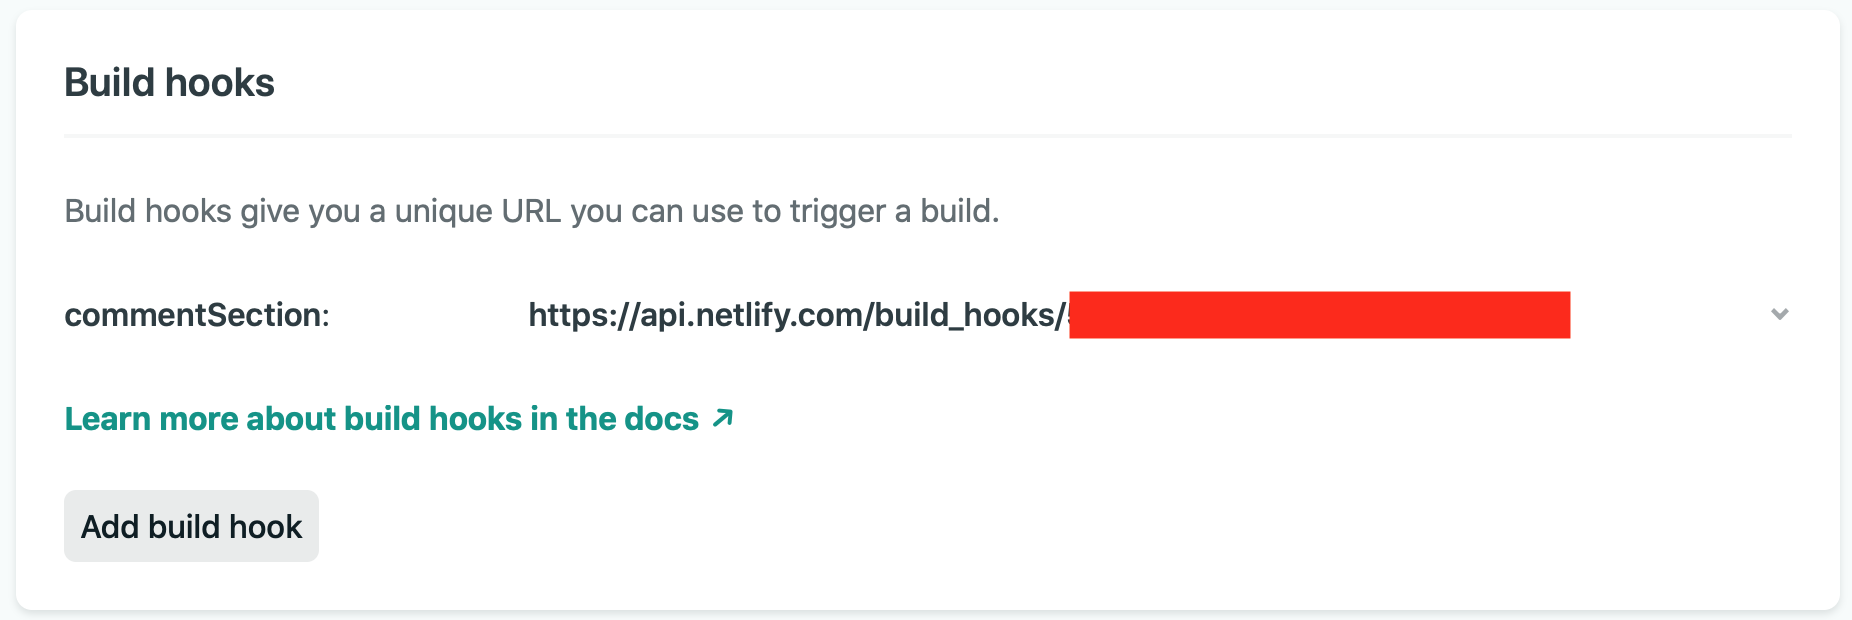 Build hooks
Build hooks give you a unique URL you can use to trigger a build.
commentSection: https://api.netlify.com/build_hooks/
Learn more about build hooks in the docs ↗
Add build hook